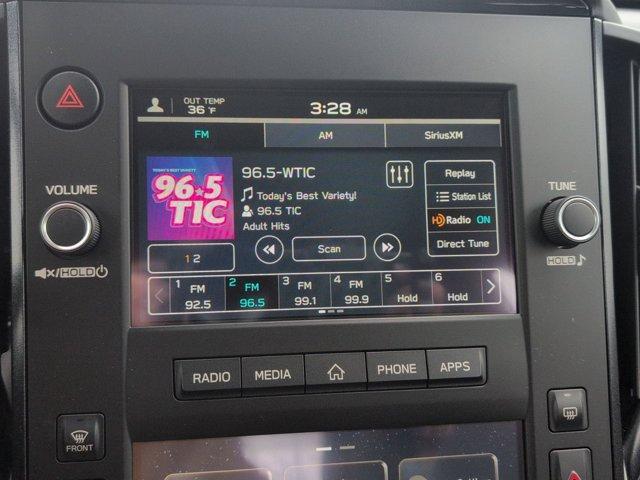 OUT TEMP
36 °F
3:28 AM
FM AM SiriusXM
TODAY'S BEST VARIETY
96.5
TIC
96.5-WTIC
Today's Best Variety!
96.5 TIC
Adult Hits
Replay
Station List
HD Radio ON
Direct Tune
1 2
Scan
1 FM 92.5
2 FM 96.5
3 FM 99.1
4 FM 99.9
5 Hold
6 Hold
VOLUME
HOLD
TUNE
HOLD
RADIO MEDIA PHONE APPS
FRONT